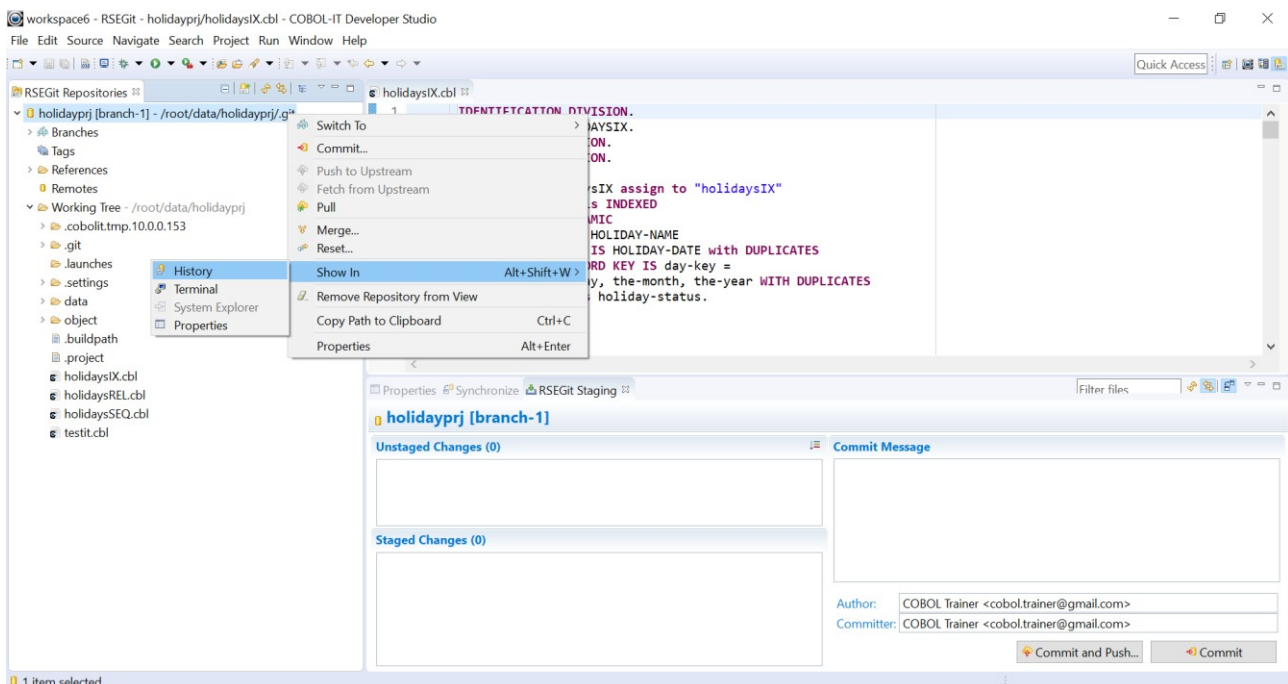 workspace6 - RSEGit - holidayprj/holidaysIX.cbl - COBOL-IT Developer Studio
File Edit Source Navigate Search Project Run Window Help
Quick Access
RSEGit Repositories
holidayprj [branch-1] - /root/data/holidayprj/.git
Branches
Tags
References
Remotes
Working Tree - /root/data/holidayprj
.cobolit.tmp.10.0.0.153
.git
.launches
.settings
data
object
.buildpath
.project
holidaysIX.cbl
holidaysREL.cbl
holidaysSEQ.cbl
testit.cbl
History
Terminal
System Explorer
Properties
Switch To
Commit...
Push to Upstream
Fetch from Upstream
Pull
Merge...
Reset...
Show In Alt+Shift+W
Remove Repository from View
Copy Path to Clipboard Ctrl+C
Properties Alt+Enter
holidaysIX.cbl
1 IDENTIFICATION DIVISION.
AYSIX.
ON.
ON.
sIX assign to "holidaysIX"
s INDEXED
MIC
HOLIDAY-NAME
IS HOLIDAY-DATE with DUPLICATES
RD KEY IS day-key =
y, the-month, the-year WITH DUPLICATES
holiday-status.
Properties Synchronize RSEGit Staging
Filter files
holidayprj [branch-1]
Unstaged Changes (0)
Staged Changes (0)
Commit Message
Author: COBOL Trainer <cobol.trainer@gmail.com>
Committer: COBOL Trainer <cobol.trainer@gmail.com>
Commit and Push... Commit
1 item selected